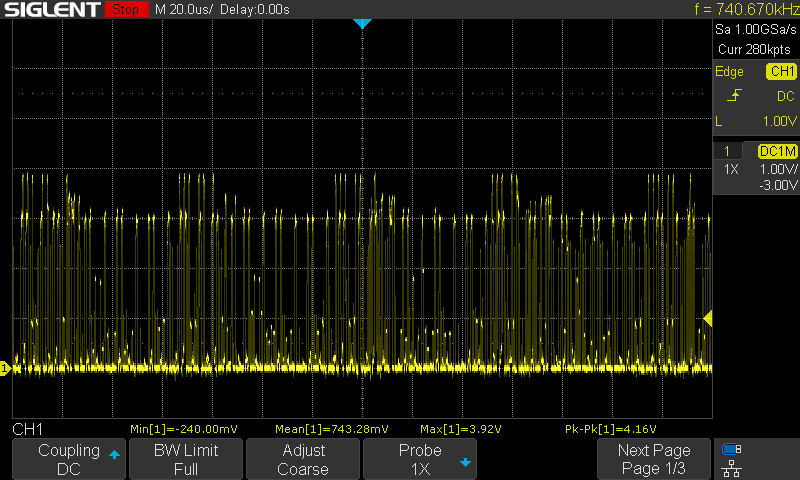 SIGLENT Stop M 20.0us/ Delay:0.00s f = 740.670kHz
Sa 1.00GSa/s
Curr 280kpts
Edge CH1
DC
L 1.00V
1 DC1M
1X 1.00V/
-3.00V
1
CH1 Min[1]=-240.00mV Mean[1]=743.28mV Max[1]=3.92V Pk-Pk[1]=4.16V
Coupling BW Limit Adjust Probe Next Page
DC Full Coarse 1X Page 1/3